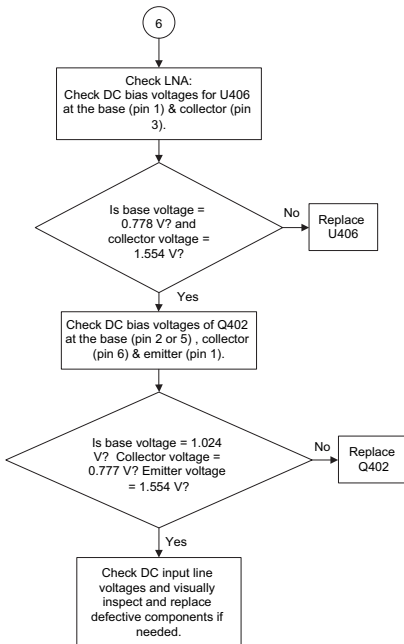 6
Check LNA:
Check DC bias voltages for U406
at the base (pin 1) & collector (pin
3).
Is base voltage =
0.778 V? and
collector voltage =
1.554 V?
No
Replace
U406
Yes
Check DC bias voltages of Q402
at the base (pin 2 or 5) , collector
(pin 6) & emitter (pin 1).
Is base voltage = 1.024
V? Collector voltage =
0.777 V? Emitter voltage
= 1.554 V?
No
Replace
Q402
Yes
Check DC input line
voltages and visually
inspect and replace
defective components if
needed.